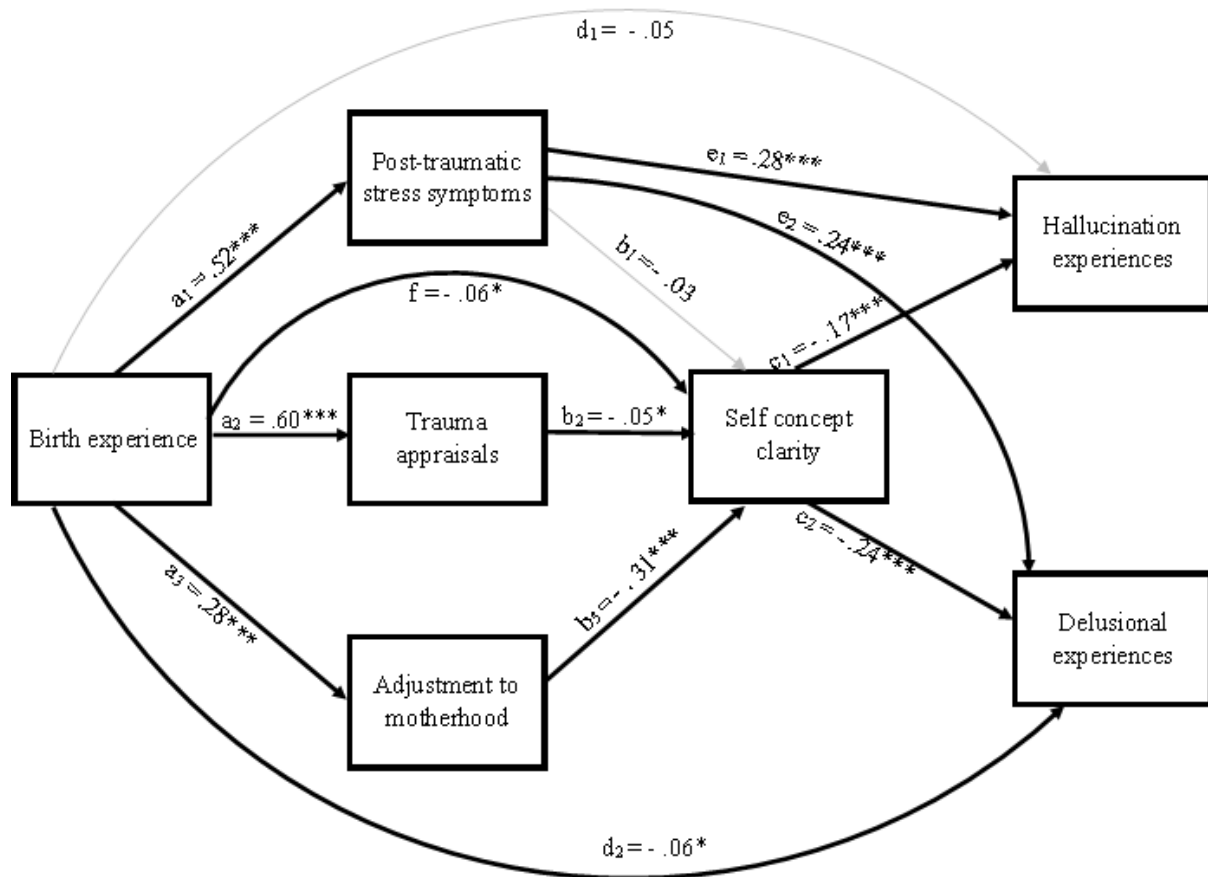 d₁ = - .05
Post-traumatic
stress symptoms
e₁ = .28***
Hallucination
experiences
e₂ = .24***
b₁ = - .03
a₁ = .52***
f = - .06*
c₁ = - .17***
Birth experience
a₂ = .60***
Trauma
appraisals
b₂ = - .05*
Self concept
clarity
c₂ = - .24***
a₃ = .28***
b₃ = - .31***
Delusional
experiences
Adjustment to
motherhood
d₂ = - .06*